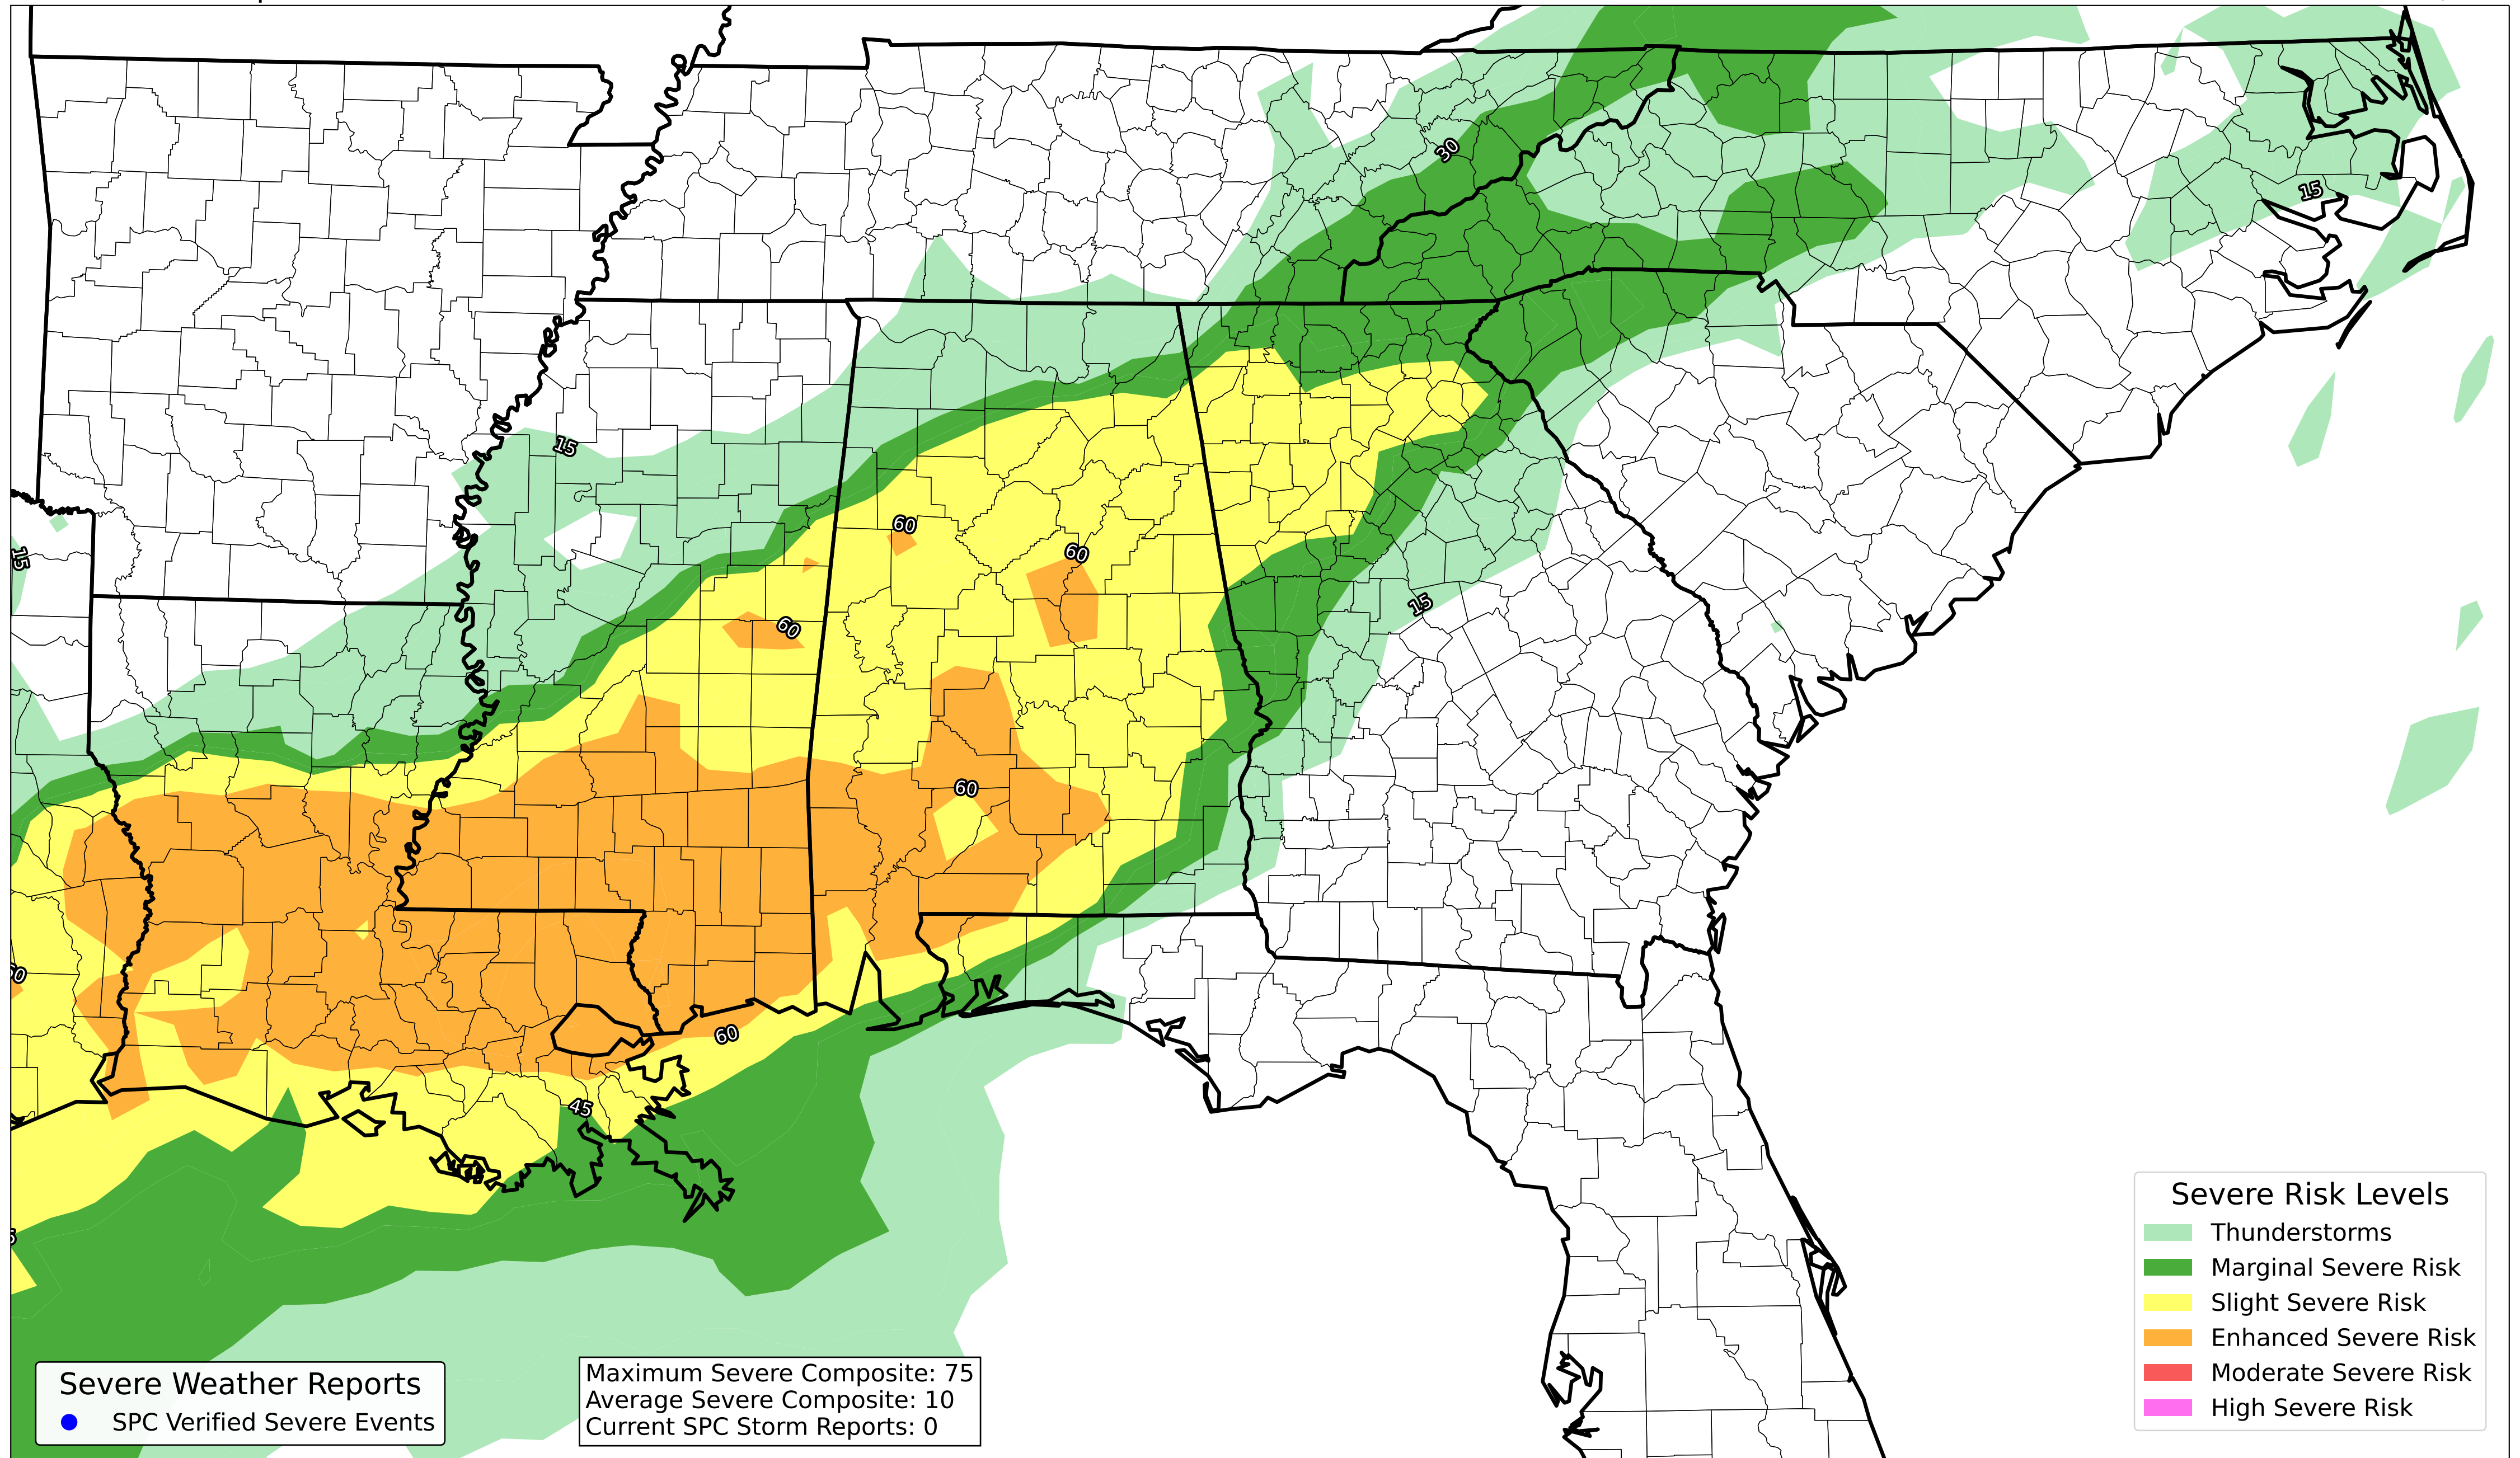 30
15
15
60
60
15
15
60
60
60
45
Severe Risk Levels
Thunderstorms
Marginal Severe Risk
Slight Severe Risk
Enhanced Severe Risk
Moderate Severe Risk
High Severe Risk
Severe Weather Reports
SPC Verified Severe Events
Maximum Severe Composite: 75
Average Severe Composite: 10
Current SPC Storm Reports: 0